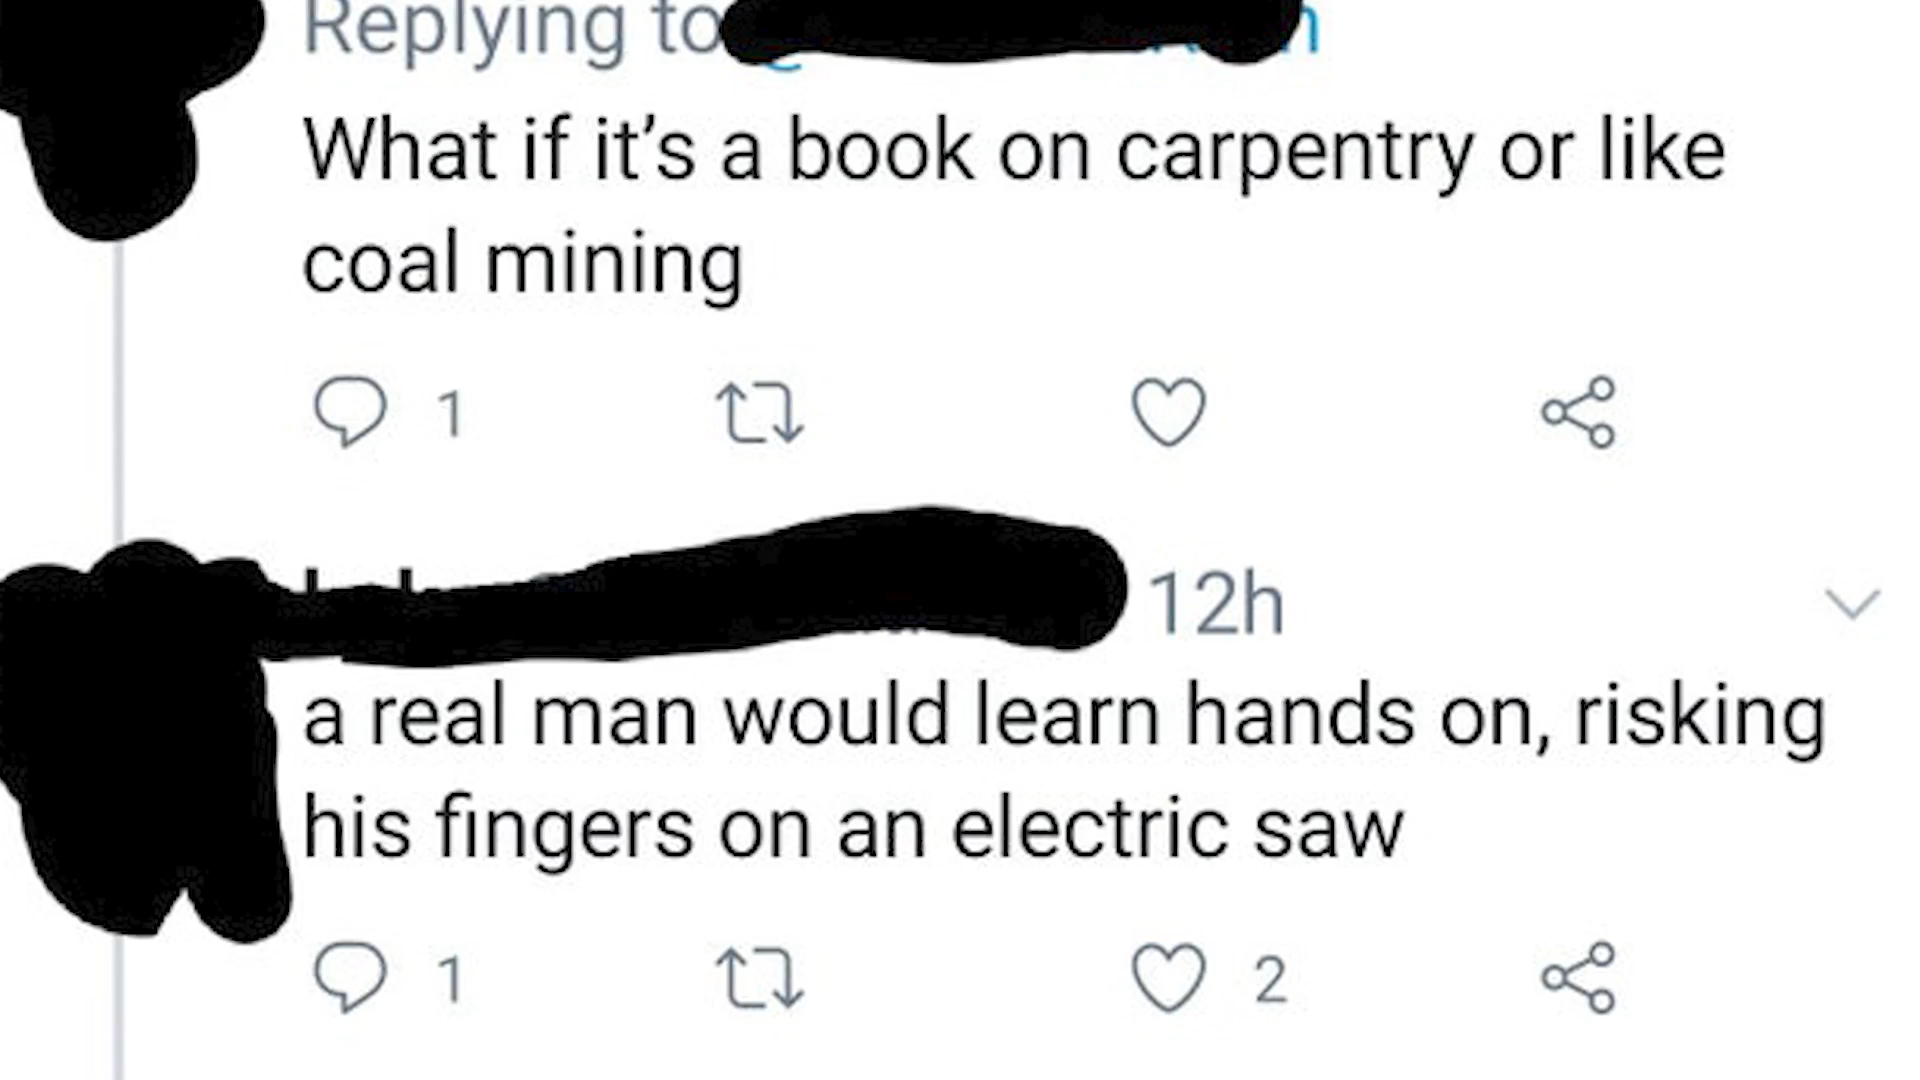 Replying to
What if it’s a book on carpentry or like
coal mining
1
12h
a real man would learn hands on, risking
his fingers on an electric saw
1 2